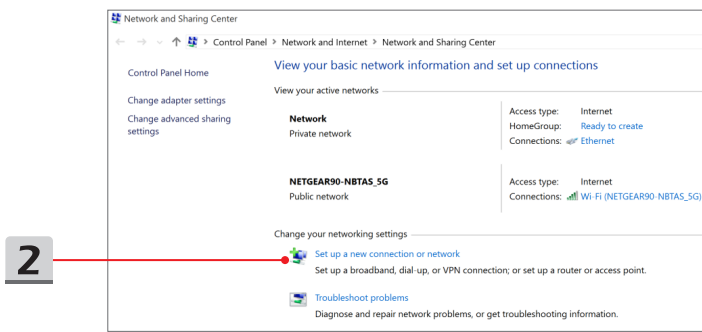 Network and Sharing Center
Control Panel > Network and Internet > Network and Sharing Center
Control Panel Home
Change adapter settings
Change advanced sharing
settings
View your basic network information and set up connections
View your active networks
Network
Private network
Access type: Internet
HomeGroup: Ready to create
Connections: Ethernet
NETGEAR90-NBTAS_5G
Public network
Access type: Internet
Connections: Wi-Fi (NETGEAR90-NBTAS_5G)
Change your networking settings
2
Set up a new connection or network
Set up a broadband, dial-up, or VPN connection; or set up a router or access point.
Troubleshoot problems
Diagnose and repair network problems, or get troubleshooting information.